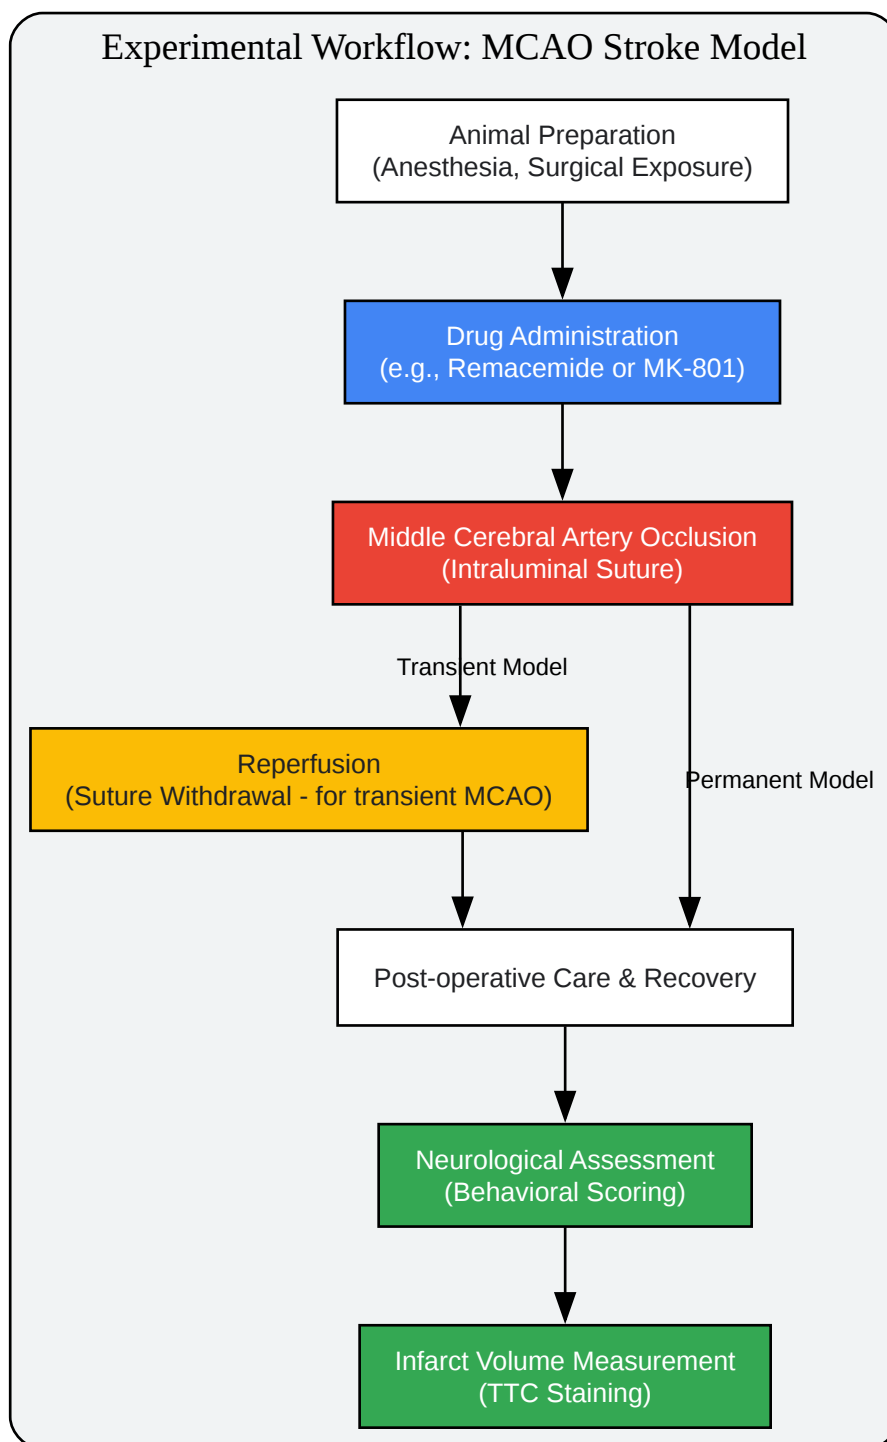 Experimental Workflow: MCAO Stroke Model
Animal Preparation
(Anesthesia, Surgical Exposure)
Drug Administration
(e.g., Remacemide or MK-801)
Middle Cerebral Artery Occlusion
(Intraluminal Suture)
Transient Model
Reperfusion
(Suture Withdrawal - for transient MCAO)
Permanent Model
Post-operative Care & Recovery
Neurological Assessment
(Behavioral Scoring)
Infarct Volume Measurement
(TTC Staining)